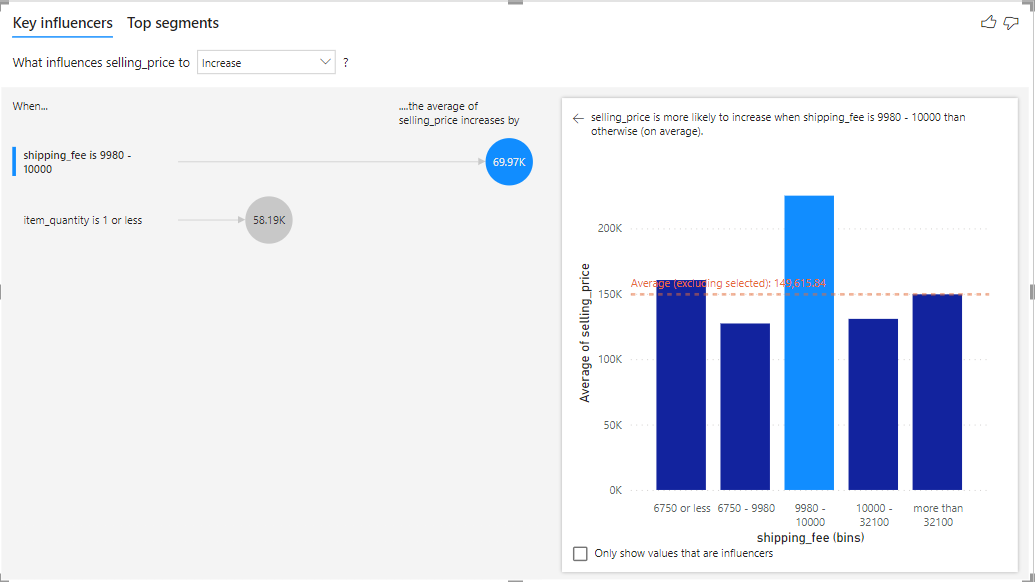 Key influencers Top segments
What influences selling_price to Increase ?
When...
....the average of
selling_price increases by
shipping_fee is 9980 -
10000
69.97K
item_quantity is 1 or less
58.19K
selling_price is more likely to increase when shipping_fee is 9980 - 10000 than
otherwise (on average).
Average of selling_price
200K
150K
100K
50K
0K
Average (excluding selected): 149,615.84
6750 or less
6750 - 9980
9980 -
10000
10000 -
32100
more than
32100
shipping_fee (bins)
Only show values that are influencers